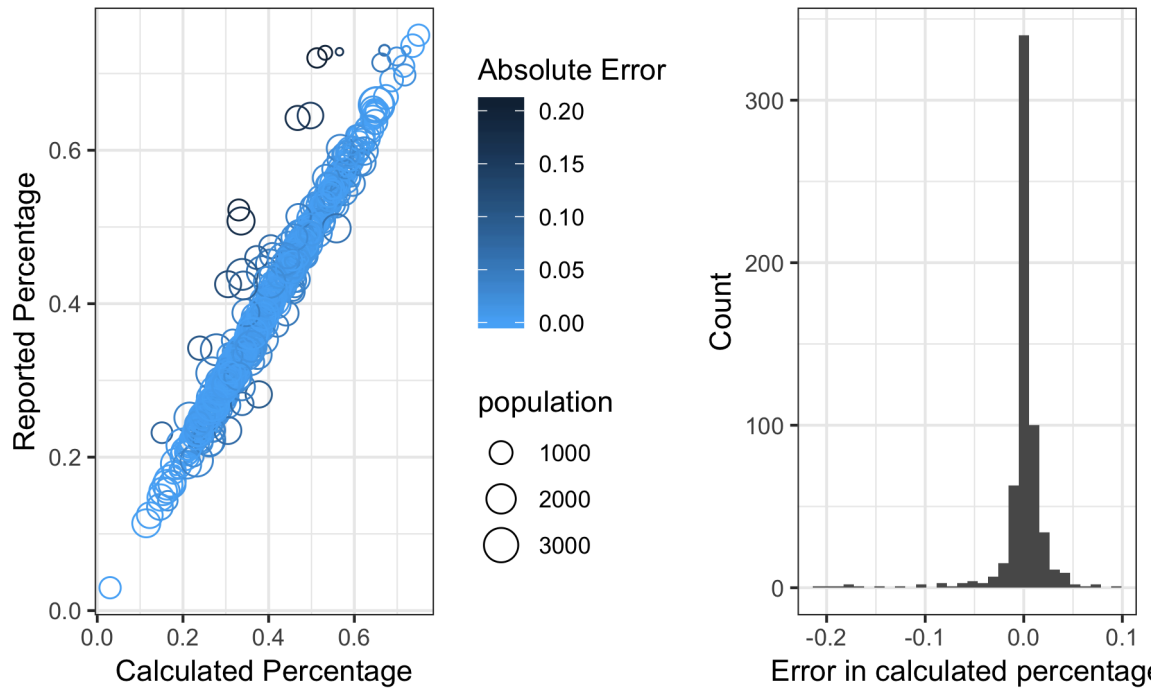 Reported Percentage
0.6
0.4
0.2
0.0
0.0 0.2 0.4 0.6
Calculated Percentage
Absolute Error
0.20
0.15
0.10
0.05
0.00
population
1000
2000
3000
Count
300
200
100
0
-0.2 -0.1 0.0 0.1
Error in calculated percentage